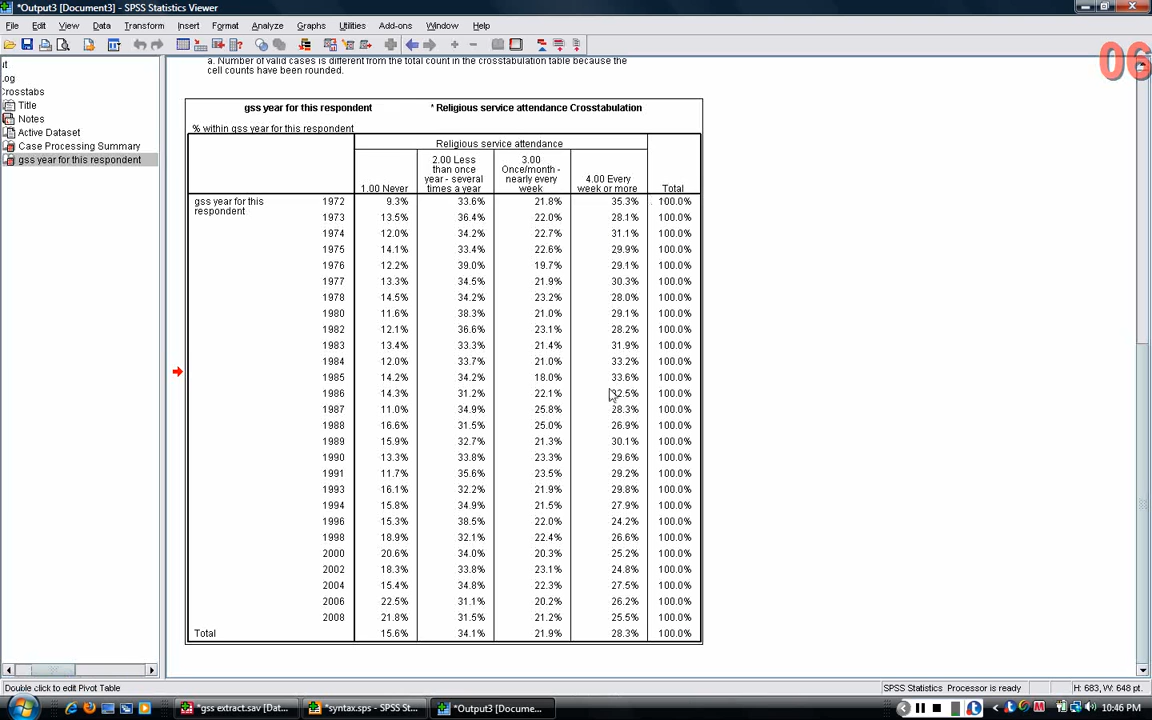 *Output3 [Document3] - SPSS Statistics Viewer
File Edit View Data Transform Insert Format Analyze Graphs Utilities Add-ons Window Help
06
a. Number of valid cases is different from the total count in the crosstabulation table because the
cell counts have been rounded.
Crosstabs
Title
Notes
Active Dataset
Case Processing Summary
gss year for this respondent
gss year for this respondent * Religious service attendance Crosstabulation
% within gss year for this respondent
Religious service attendance
1.00 Never
2.00 Less
than once
year - several
times a year
3.00
Once/month -
nearly every
week
4.00 Every
week or more
Total
gss year for this
respondent
1972 9.3% 33.6% 21.8% 35.3% 100.0%
1973 13.5% 36.4% 22.0% 28.1% 100.0%
1974 12.0% 34.2% 22.7% 31.1% 100.0%
1975 14.1% 33.4% 22.6% 29.9% 100.0%
1976 12.2% 39.0% 19.7% 29.1% 100.0%
1977 13.3% 34.5% 21.9% 30.3% 100.0%
1978 14.5% 34.2% 23.2% 28.0% 100.0%
1980 11.6% 38.3% 21.0% 29.1% 100.0%
1982 12.1% 36.6% 23.1% 28.2% 100.0%
1983 13.4% 33.3% 21.4% 31.9% 100.0%
1984 12.0% 33.7% 21.0% 33.2% 100.0%
1985 14.2% 34.2% 18.0% 33.6% 100.0%
1986 14.3% 31.2% 22.1% 32.5% 100.0%
1987 11.0% 34.9% 25.8% 28.3% 100.0%
1988 16.6% 31.5% 25.0% 26.9% 100.0%
1989 15.9% 32.7% 21.3% 30.1% 100.0%
1990 13.3% 33.8% 23.3% 29.6% 100.0%
1991 11.7% 35.6% 23.5% 29.2% 100.0%
1993 16.1% 32.2% 21.9% 29.8% 100.0%
1994 15.8% 34.9% 21.5% 27.9% 100.0%
1996 15.3% 38.5% 22.0% 24.2% 100.0%
1998 18.9% 32.1% 22.4% 26.6% 100.0%
2000 20.6% 34.0% 20.3% 25.2% 100.0%
2002 18.3% 33.8% 23.1% 24.8% 100.0%
2004 15.4% 34.8% 22.3% 27.5% 100.0%
2006 22.5% 31.1% 20.2% 26.2% 100.0%
2008 21.8% 31.5% 21.2% 25.5% 100.0%
Total 15.6% 34.1% 21.9% 28.3% 100.0%
Double click to edit Pivot Table
SPSS Statistics Processor is ready
H: 683, W: 648 pt.
*gss extract.sav [Dat...
*syntax.sps - SPSS St...
*Output3 [Docume...
10:46 PM